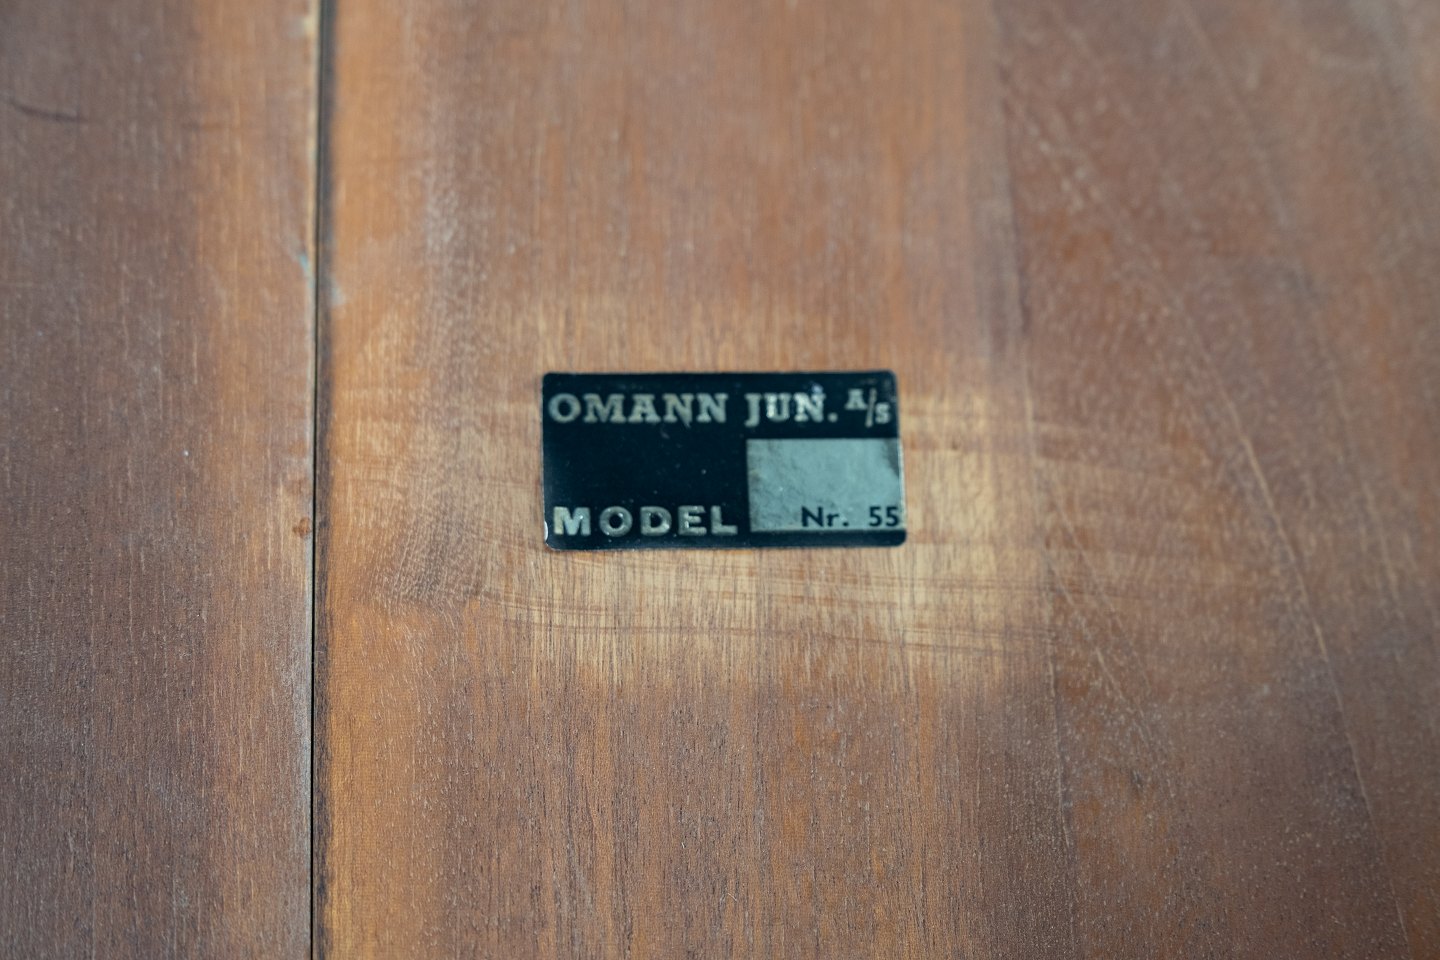 OMANN JUN. A/S
MODEL Nr. 55